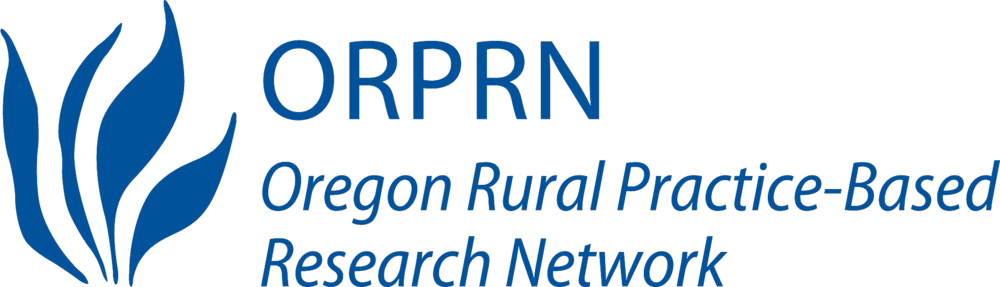 ORPRN
Oregon Rural Practice-Based
Research Network